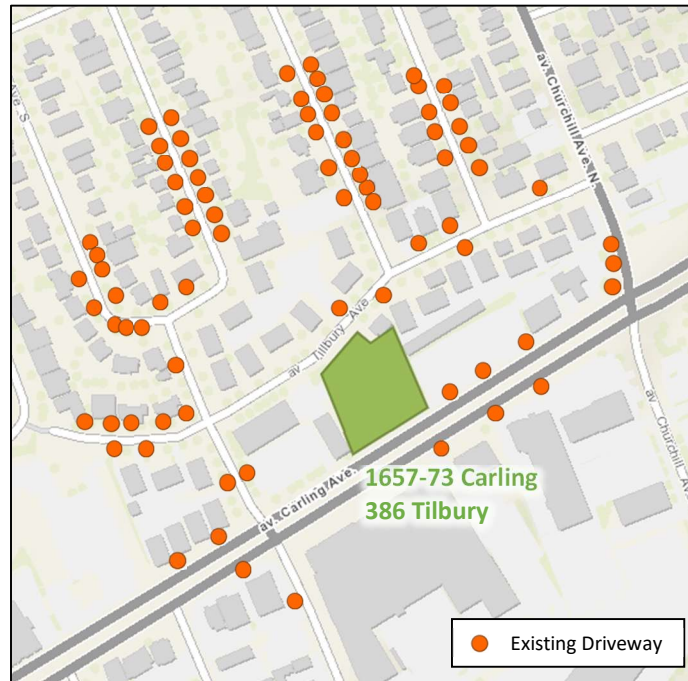 Ave S
av. Churchill Ave. N.
av. Tilbury Ave
av. Carling Ave.
av. Churchill Av
1657-73 Carling
386 Tilbury
Existing Driveway